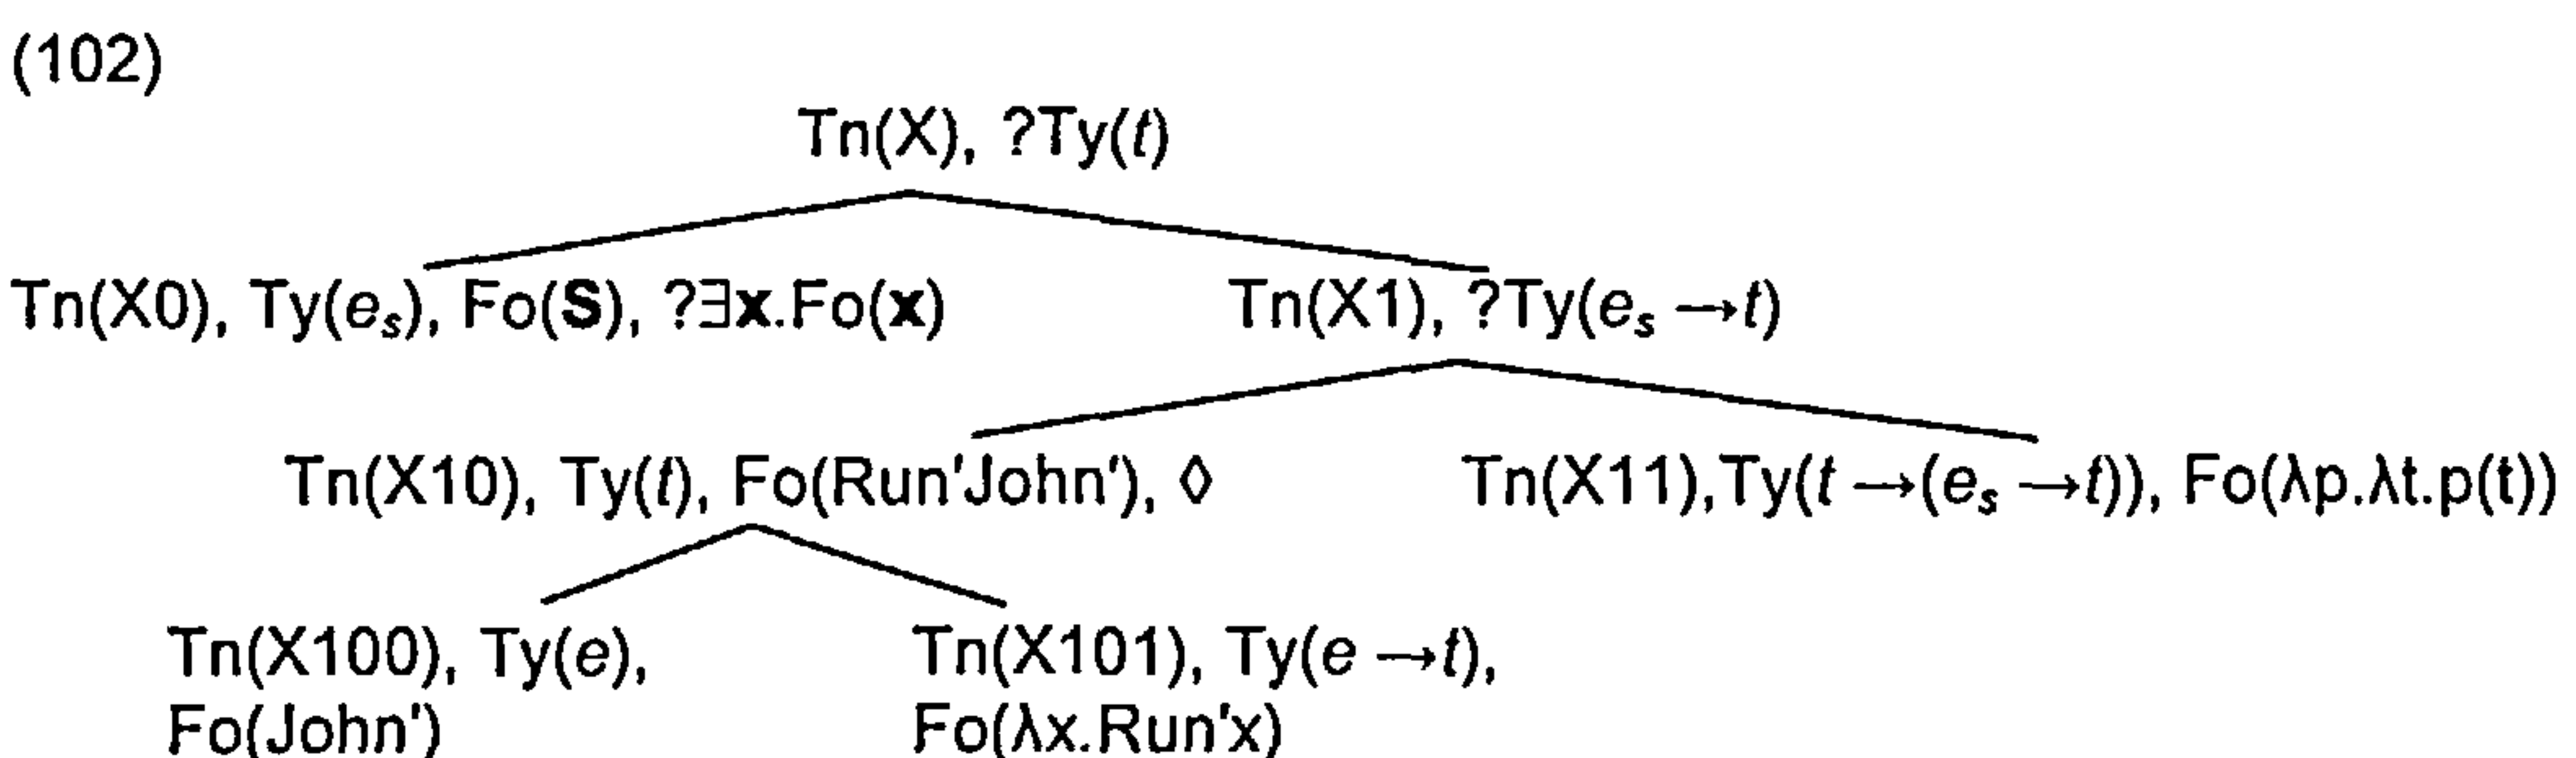 (102)
Tn(X), ?Ty(t)
Tn(X0), Ty(eₛ), Fo(S), ?∃x.Fo(x) Tn(X1), ?Ty(eₛ →t)
Tn(X10), Ty(t), Fo(Run'John'), ◊ Tn(X11),Ty(t →(eₛ →t)), Fo(λp.λt.p(t))
Tn(X100), Ty(e), Tn(X101), Ty(e →t),
Fo(John') Fo(λx.Run'x)